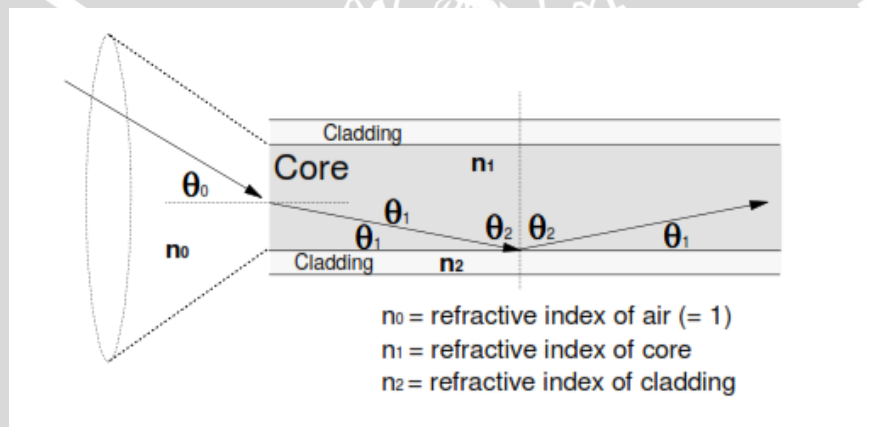 Cladding
Core
n1
θ0
θ1
θ1
θ2
θ2
θ1
n0
Cladding
n2
n0 = refractive index of air (= 1)
n1 = refractive index of core
n2 = refractive index of cladding